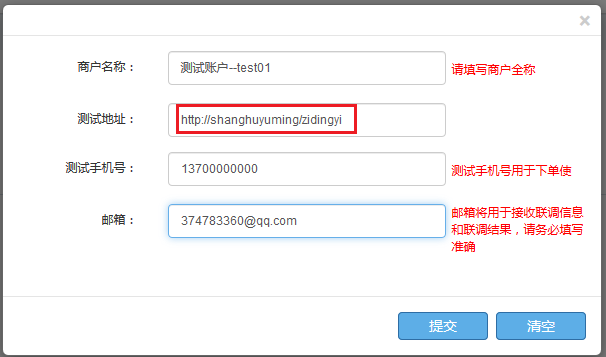 ×
商户名称： 测试账户--test01 请填写商户全称
测试地址： http://shanghuyuming/zidingyi
测试手机号： 13700000000 测试手机号用于下单使
邮箱： 374783360@qq.com 邮箱将用于接收联调信息
和联调结果，请务必填写
准确
提交 清空